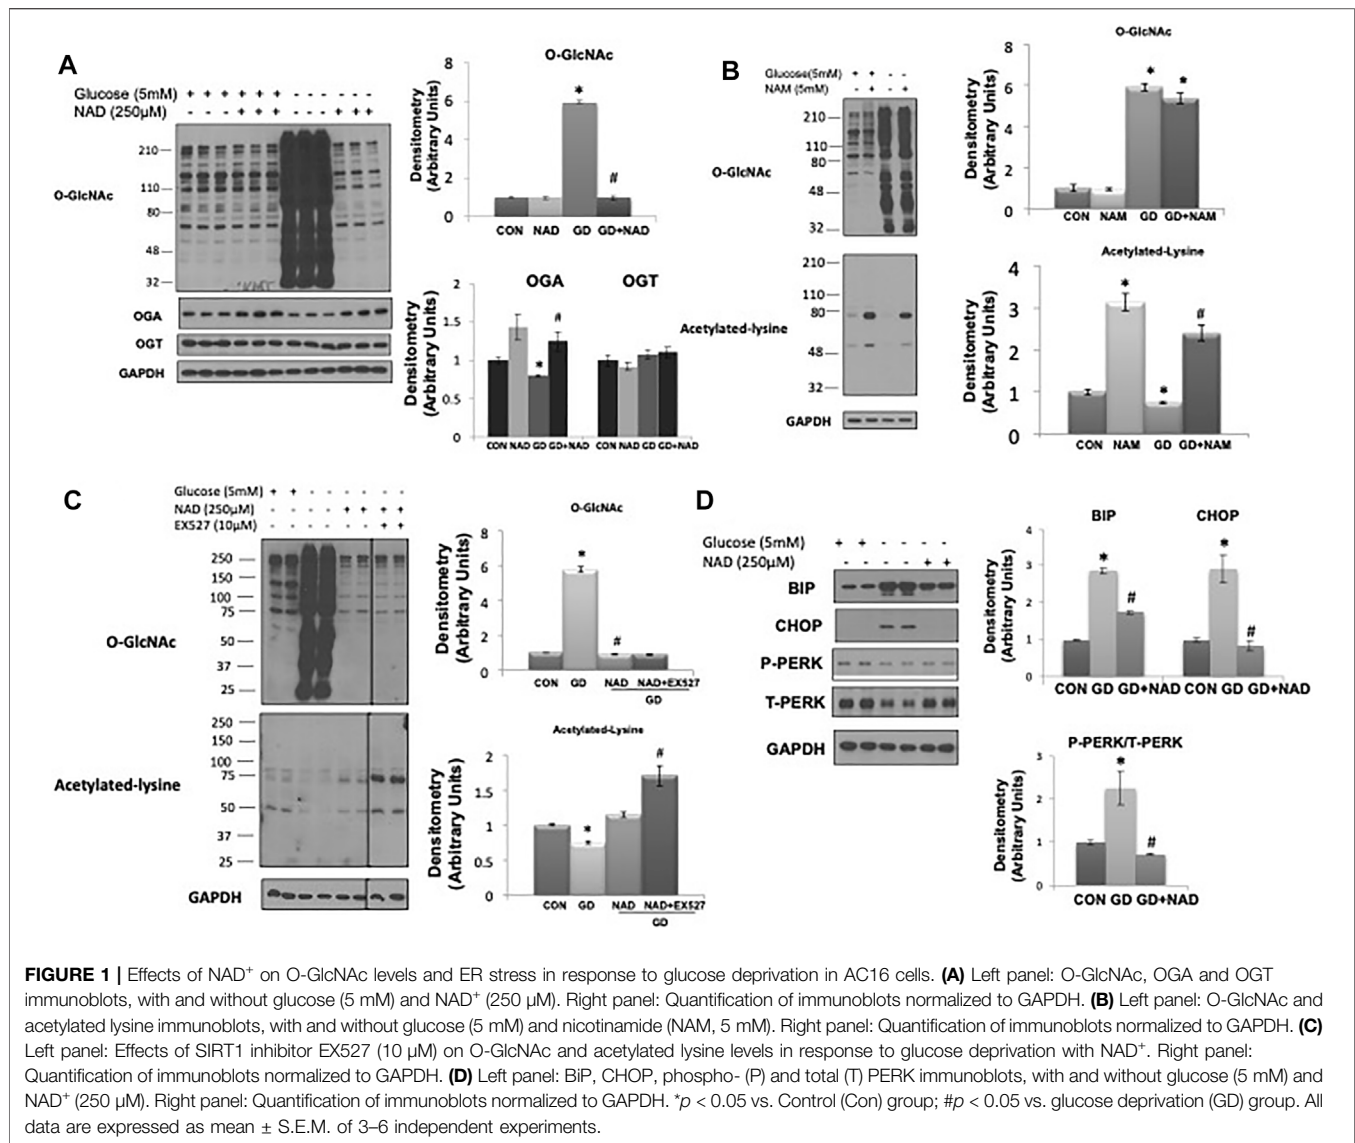 A
Glucose (5mM) + + + + + + - - - - - -
NAD (250µM) - - - + + + - - - + + +
O-GlcNAc
210
110
80
48
32
OGA
OGT
GAPDH
O-GlcNAc
Densitometry
(Arbitrary Units)
8
6
4
2
0
*
#
CON NAD GD GD+NAD
OGA OGT
Densitometry
(Arbitrary Units)
2
1.5
1
0.5
0
*
#
CON NAD GD GD+NAD CON NAD GD GD+NAD
B
Glucose(5mM) + + - -
NAM (5mM) - + - +
O-GlcNAc
210
110
80
48
32
Acetylated-lysine
210
110
80
48
32
GAPDH
O-GlcNAc
Densitometry
(Arbitrary Units)
8
6
4
2
0
* *
CON NAM GD GD+NAM
Acetylated-Lysine
Densitometry
(Arbitrary Units)
4
3
2
1
0
* * #
CON NAM GD GD+NAM
C
Glucose (5mM) + + - - - - - -
NAD (250µM) - - - - + + + +
EX527 (10µM) - - - - - - + +
O-GlcNAc
250
150
100
75
50
37
25
Acetylated-lysine
250
150
100
75
50
37
25
GAPDH
O-GlcNAc
Densitometry
(Arbitrary Units)
8
6
4
2
0
* #
CON GD NAD NAD+EX527
GD
Acetylated-Lysine
Densitometry
(Arbitrary Units)
2
1.5
1
0.5
0
* #
CON GD NAD NAD+EX527
GD
D
Glucose (5mM) + + - - - -
NAD (250µM) - - - - + +
BIP
CHOP
P-PERK
T-PERK
GAPDH
BIP CHOP
Densitometry
(Arbitrary Units)
4
3
2
1
0
* # * #
CON GD GD+NAD CON GD GD+NAD
P-PERK/T-PERK
Densitometry
(Arbitrary Units)
3
2
1
0
* #
CON GD GD+NAD
FIGURE 1 | Effects of NAD⁺ on O-GlcNAc levels and ER stress in response to glucose deprivation in AC16 cells. (A) Left panel: O-GlcNAc, OGA and OGT
immunoblots, with and without glucose (5 mM) and NAD⁺ (250 µM). Right panel: Quantification of immunoblots normalized to GAPDH. (B) Left panel: O-GlcNAc and
acetylated lysine immunoblots, with and without glucose (5 mM) and nicotinamide (NAM, 5 mM). Right panel: Quantification of immunoblots normalized to GAPDH. (C)
Left panel: Effects of SIRT1 inhibitor EX527 (10 µM) on O-GlcNAc and acetylated lysine levels in response to glucose deprivation with NAD⁺. Right panel:
Quantification of immunoblots normalized to GAPDH. (D) Left panel: BiP, CHOP, phospho- (P) and total (T) PERK immunoblots, with and without glucose (5 mM) and
NAD⁺ (250 µM). Right panel: Quantification of immunoblots normalized to GAPDH. *p < 0.05 vs. Control (Con) group; #p < 0.05 vs. glucose deprivation (GD) group. All
data are expressed as mean ± S.E.M. of 3–6 independent experiments.